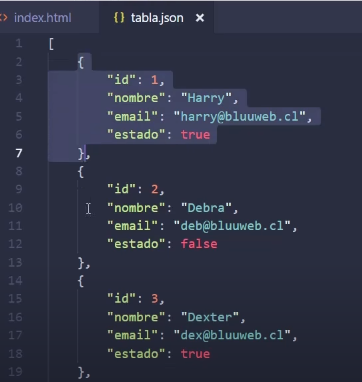 index.html
tabla.json
1 [
2 {
3 "id": 1,
4 "nombre": "Harry",
5 "email": "harry@bluuweb.cl",
6 "estado": true
7 },
8 {
9 "id": 2,
10 "nombre": "Debra",
11 "email": "deb@bluuweb.cl",
12 "estado": false
13 },
14 {
15 "id": 3,
16 "nombre": "Dexter",
17 "email": "dex@bluuweb.cl",
18 "estado": true
19 },